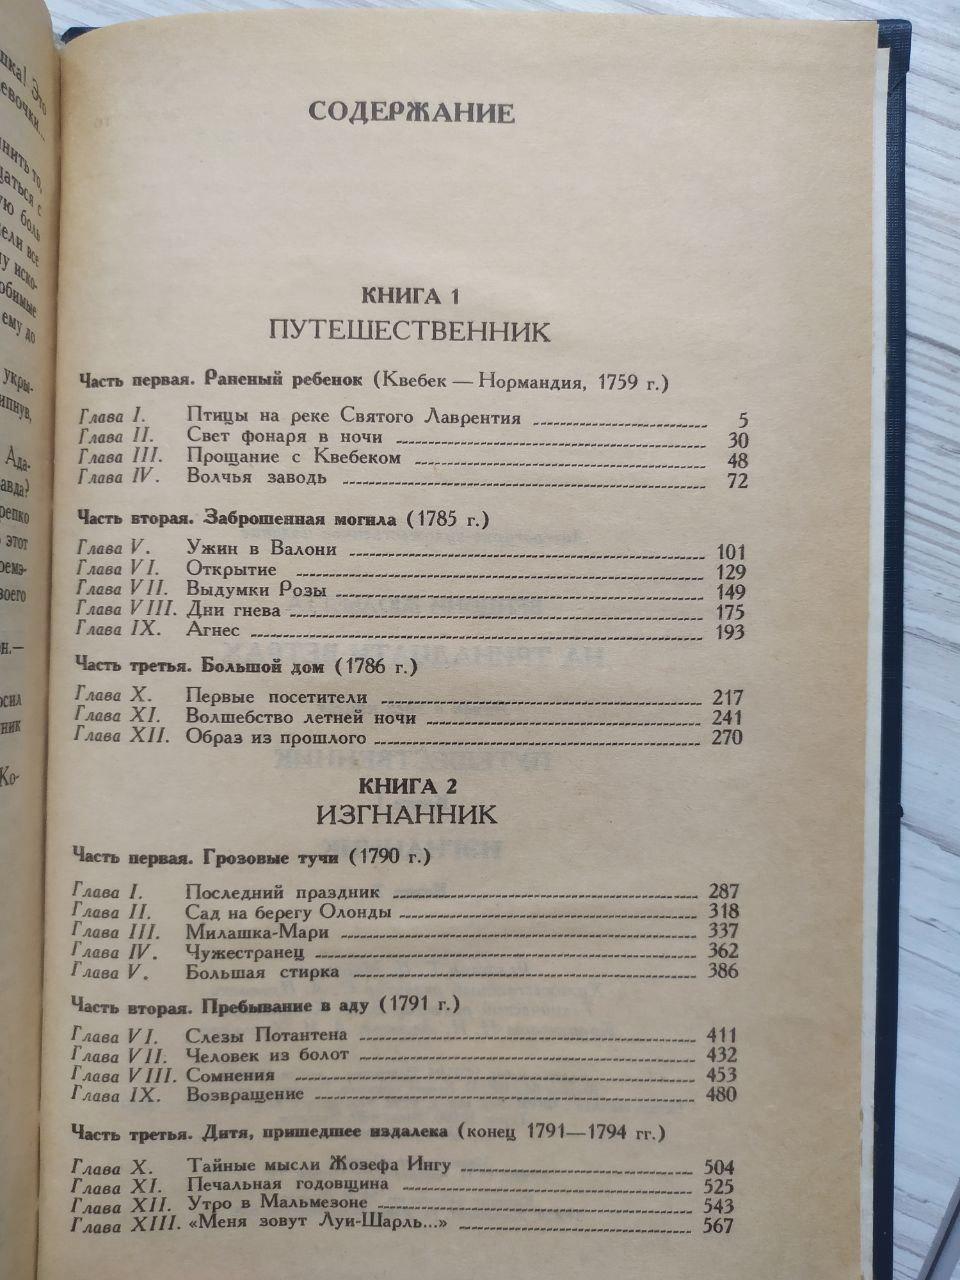 СОДЕРЖАНИЕ
КНИГА 1
ПУТЕШЕСТВЕННИК
Часть первая. Раненый ребенок (Квебек — Нормандия, 1759 г.)
Глава I. Птицы на реке Святого Лаврентия 5
Глава II. Свет фонаря в ночи 30
Глава III. Прощание с Квебеком 48
Глава IV. Волчья заводь 72
Часть вторая. Заброшенная могила (1785 г.)
Глава V. Ужин в Валони 101
Глава VI. Открытие 129
Глава VII. Выдумки Розы 149
Глава VIII. Дни гнева 175
Глава IX. Агнес 193
Часть третья. Большой дом (1786 г.)
Глава X. Первые посетители 217
Глава XI. Волшебство летней ночи 241
Глава XII. Образ из прошлого 270
КНИГА 2
ИЗГНАННИК
Часть первая. Грозовые тучи (1790 г.)
Глава I. Последний праздник 287
Глава II. Сад на берегу Олонды 318
Глава III. Милашка-Мари 337
Глава IV. Чужестранец 362
Глава V. Большая стирка 386
Часть вторая. Пребывание в аду (1791 г.)
Глава VI. Слезы Потантена 411
Глава VII. Человек из болот 432
Глава VIII. Сомнения 453
Глава IX. Возвращение 480
Часть третья. Дитя, пришедшее издалека (конец 1791—1794 гг.)
Глава X. Тайные мысли Жозефа Ингу 504
Глава XI. Печальная годовщина 525
Глава XII. Утро в Мальмезоне 543
Глава XIII. «Меня зовут Луи-Шарль...» 567